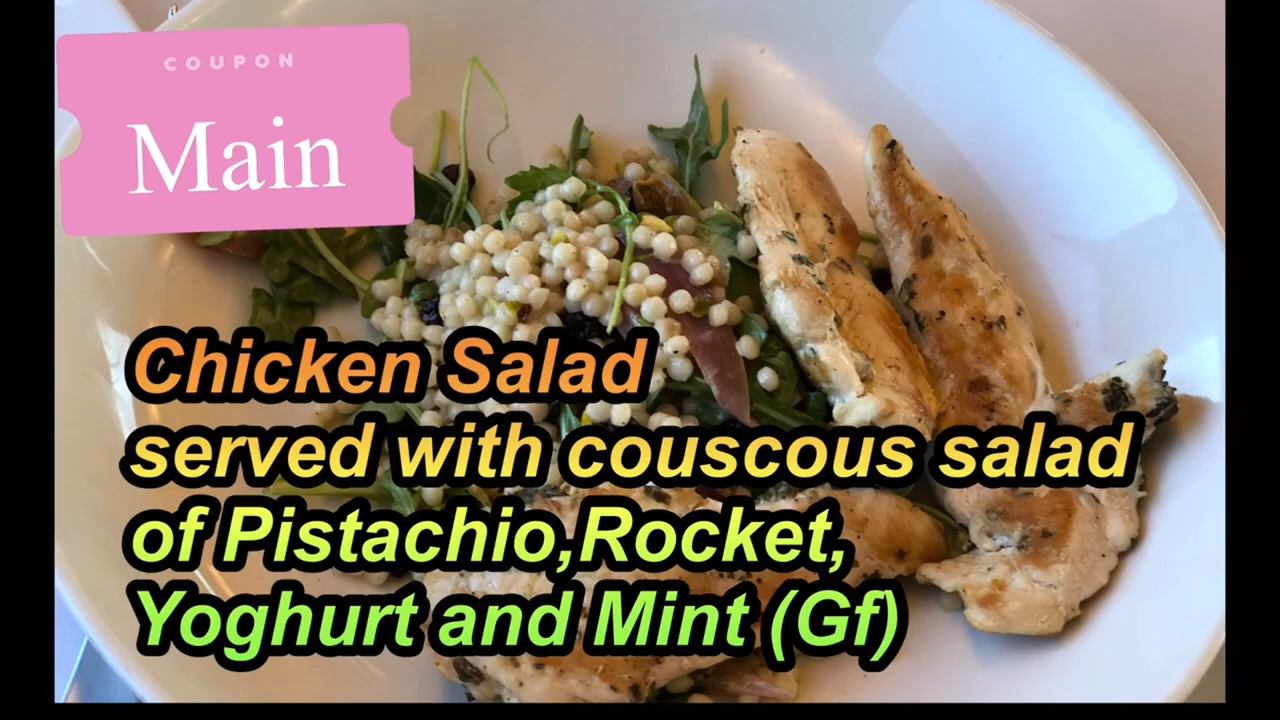 COUPON
Main
Chicken Salad
served with couscous salad
of Pistachio,Rocket,
Yoghurt and Mint (Gf)